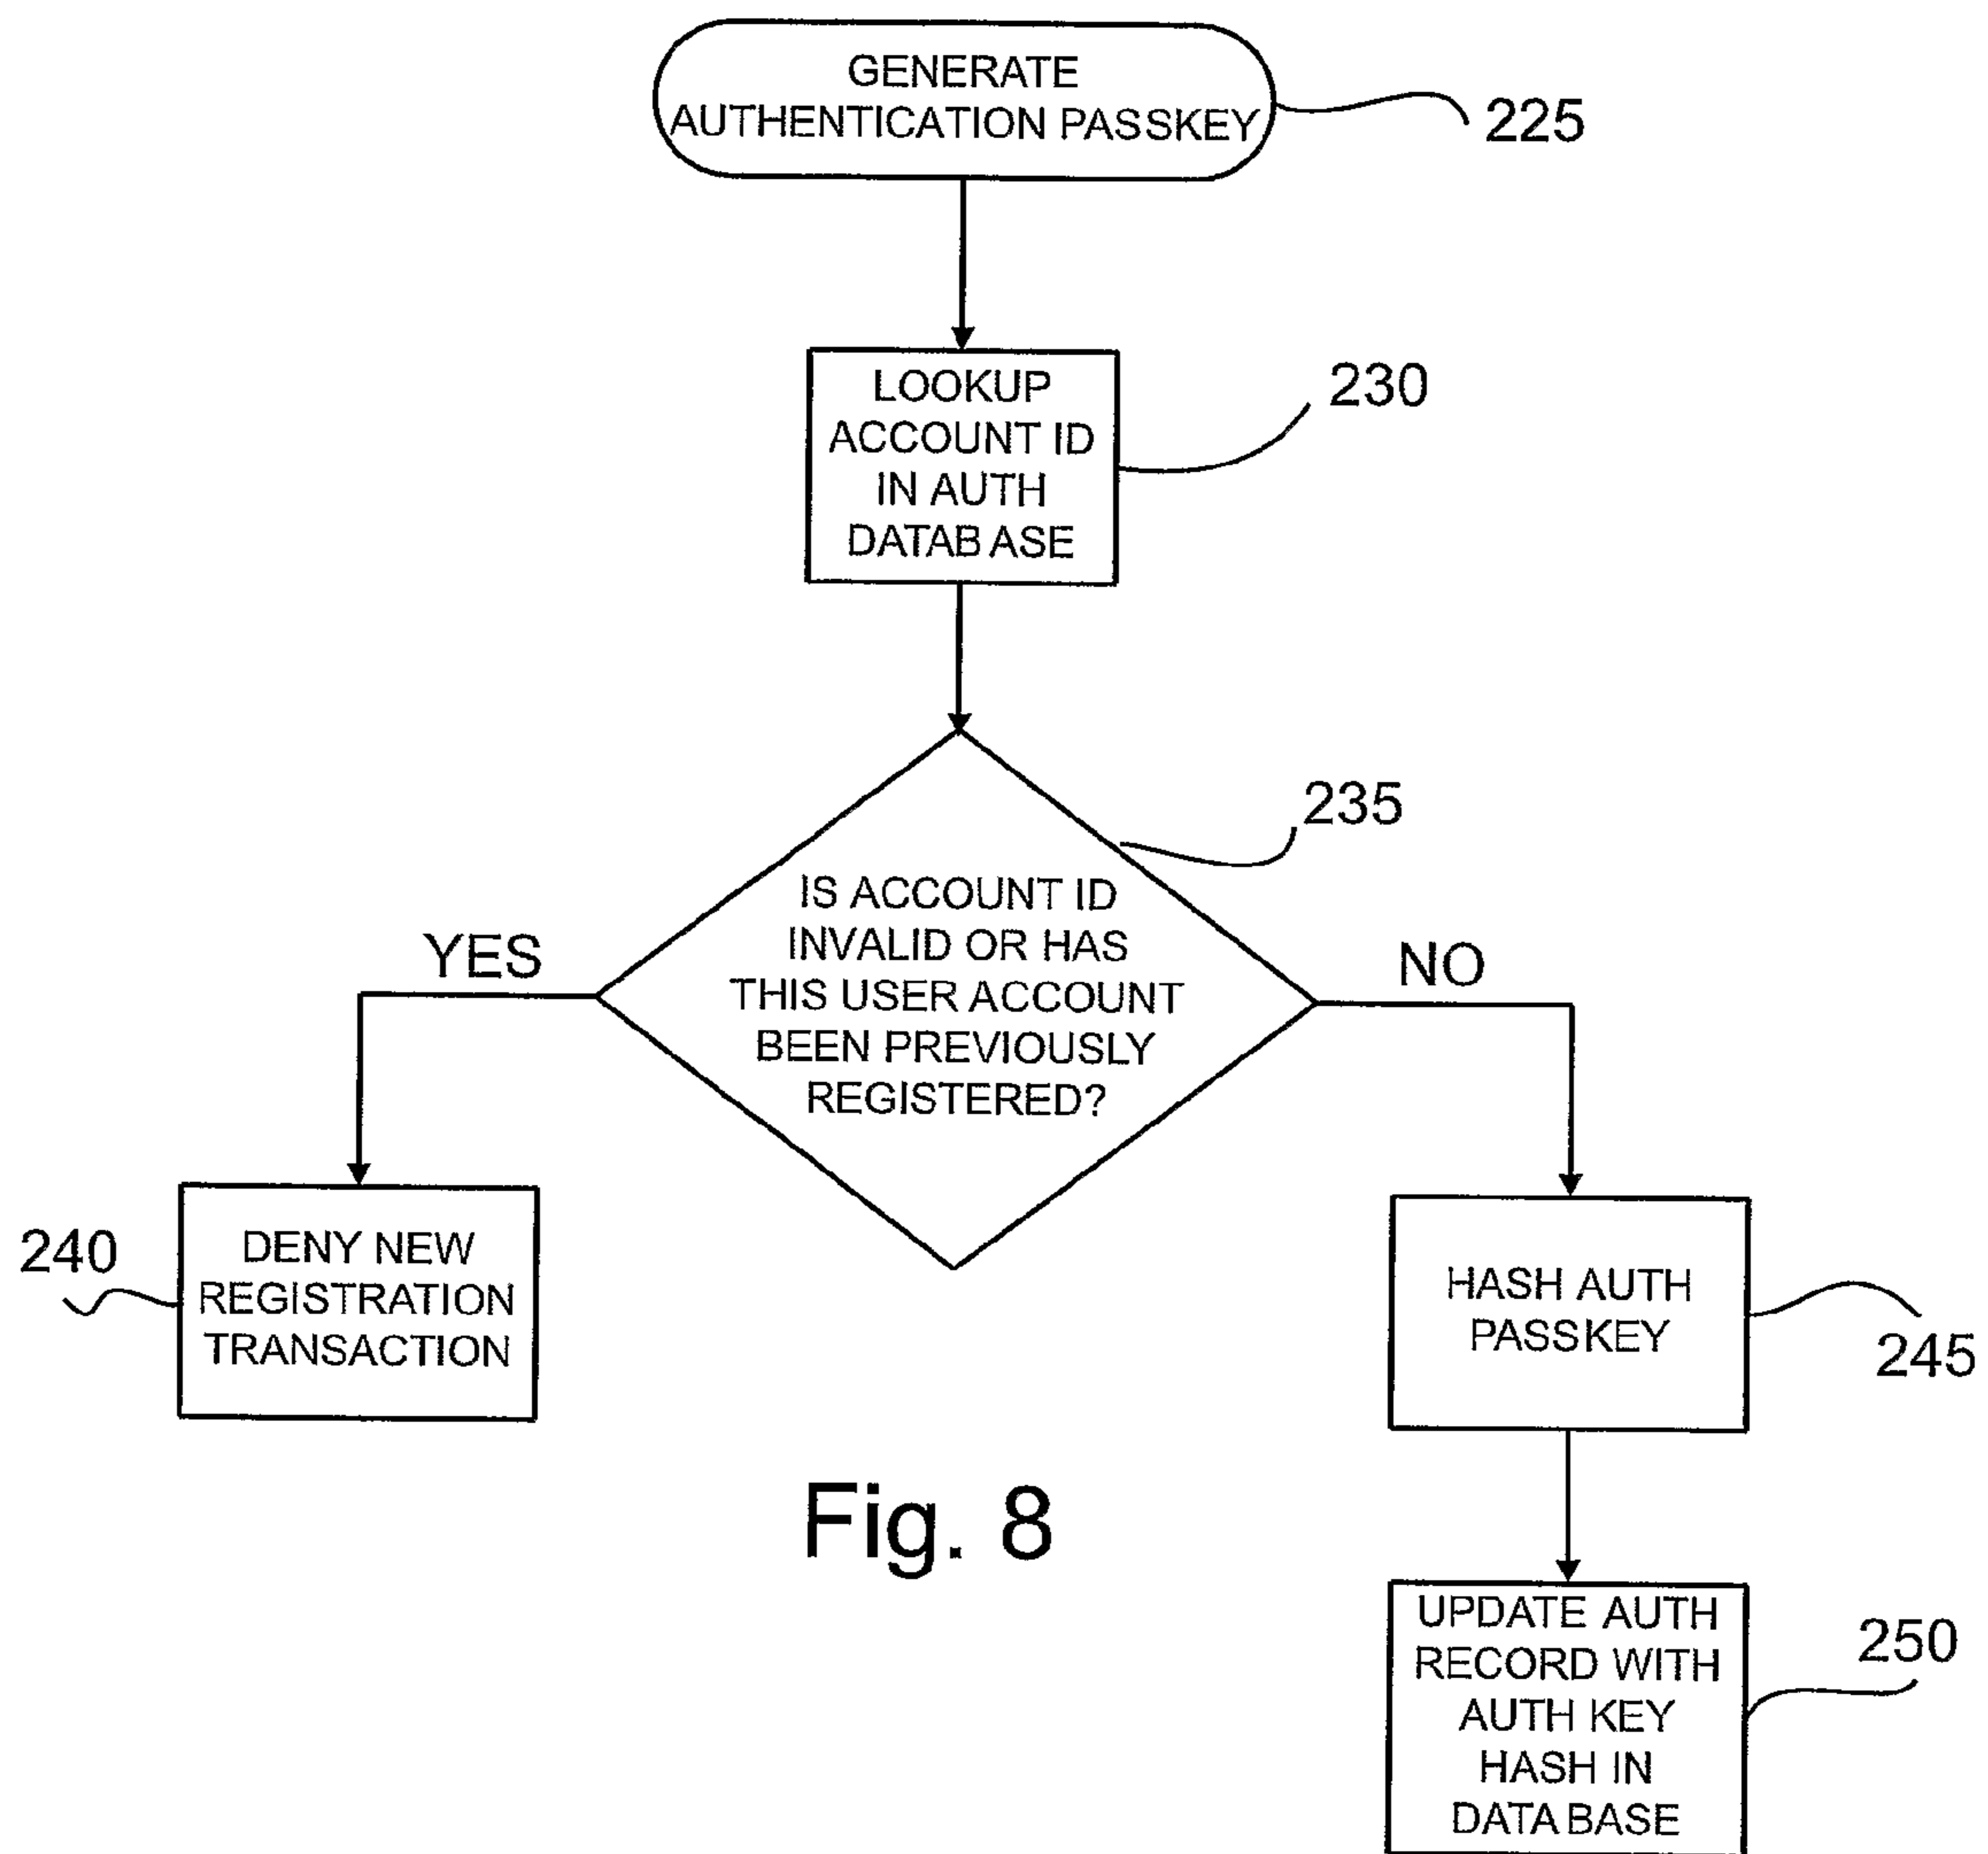 GENERATE
AUTHENTICATION PASSKEY
225
LOOKUP
ACCOUNT ID
IN AUTH
DATABASE
230
235
IS ACCOUNT ID
INVALID OR HAS
THIS USER ACCOUNT
BEEN PREVIOUSLY
REGISTERED?
YES
NO
240
DENY NEW
REGISTRATION
TRANSACTION
HASH AUTH
PASSKEY
245
Fig. 8
UPDATE AUTH
RECORD WITH
AUTH KEY
HASH IN
DATABASE
250